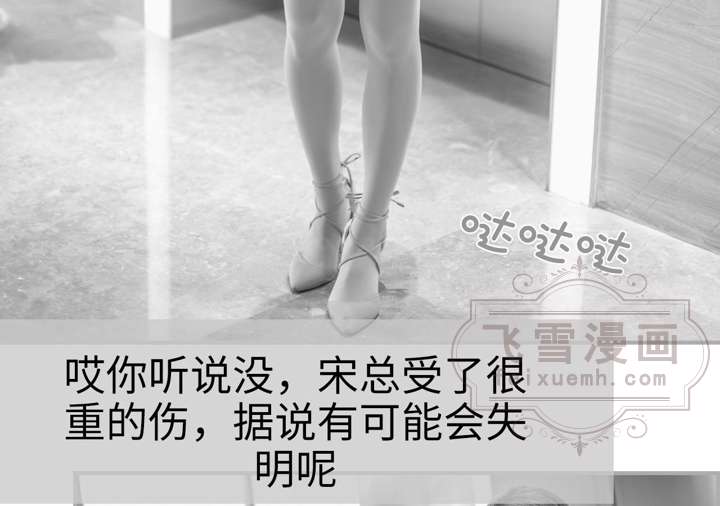 哒哒哒
飞雪漫画
feixuemh.com
哎你听说没，宋总受了很
重的伤，据说有可能会失
明呢